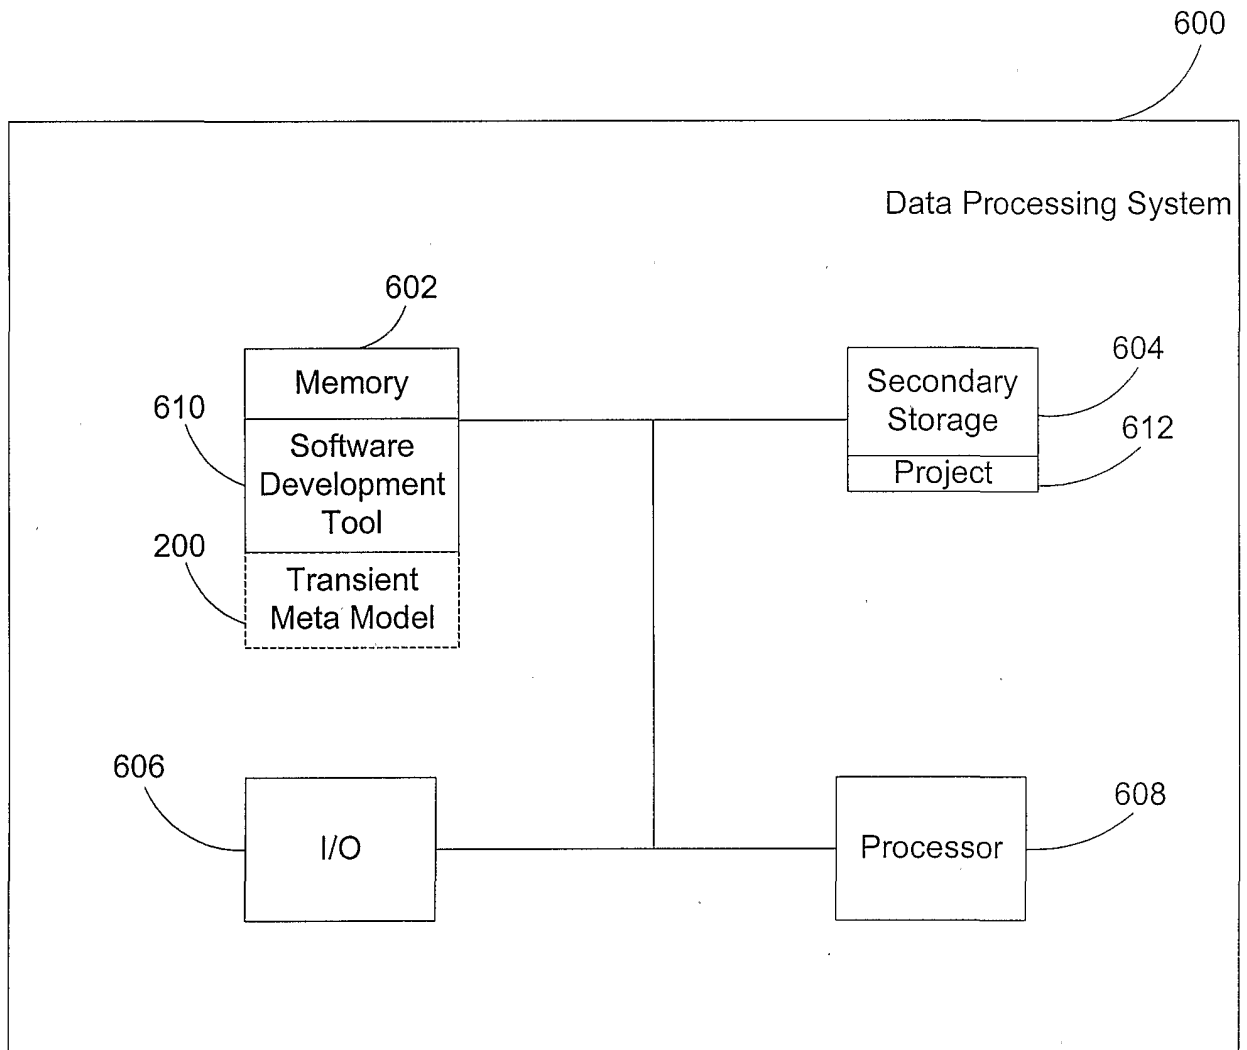 600
Data Processing System
602
Memory
610
Software
Development
Tool
200
Transient
Meta Model
Secondary
Storage
604
Project
612
606
I/O
Processor
608